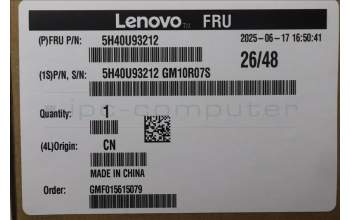 Lenovo™ FRU
(P)FRU P/N: 5H40U93212 2025-06-17 16:50:41
26/48
(1S)P/N, S/N: 5H40U93212 GM10R07S
Quantity: 1
(4L)Origin: CN
MADE IN CHINA
Order: GMF015615079